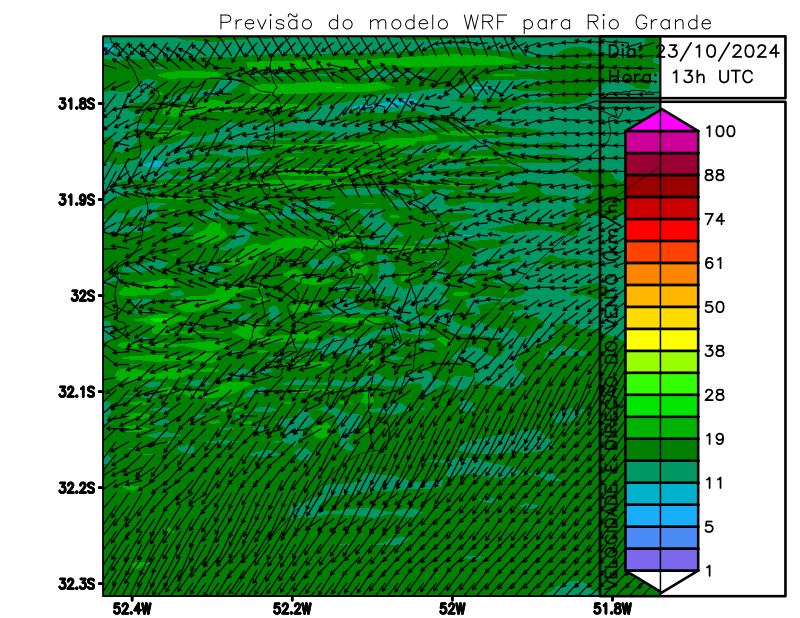 Previsão do modelo WRF para Rio Grande
Dia: 23/10/2024
Hora: 13h UTC
VELOCIDADE E DIREÇÃO DO VENTO (km/h)
100
88
74
61
50
38
28
19
11
5
1
31.8S
31.9S
32S
32.1S
32.2S
32.3S
52.4W
52.2W
52W
51.8W